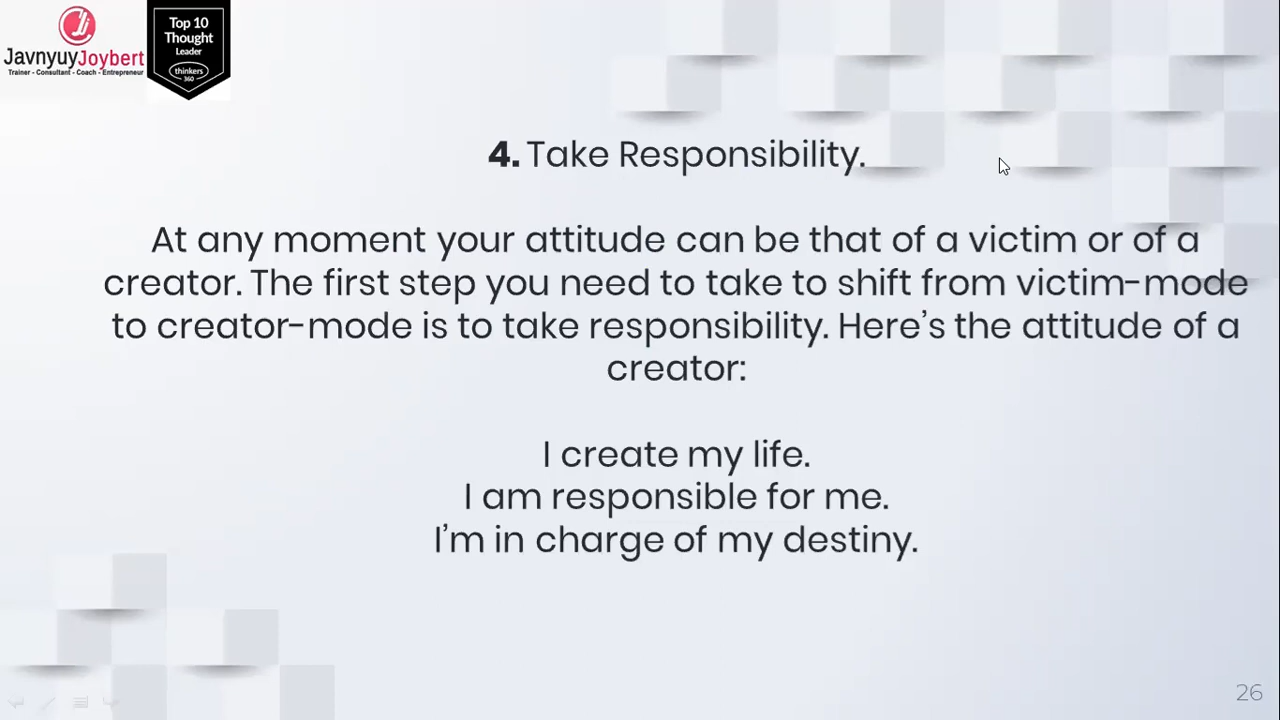 JavnyuyJoybert
Trainer - Consultant - Coach - Entrepreneur
Top 10
Thought
Leader
thinkers
360
4. Take Responsibility.
At any moment your attitude can be that of a victim or of a
creator. The first step you need to take to shift from victim-mode
to creator-mode is to take responsibility. Here’s the attitude of a
creator:
I create my life.
I am responsible for me.
I’m in charge of my destiny.
26